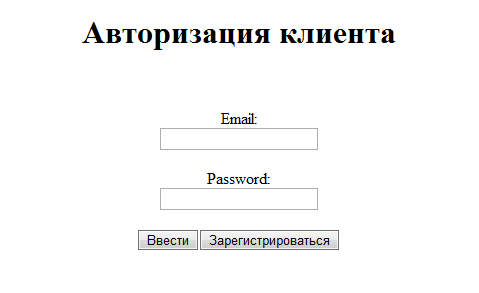 Авторизация клиента
Email:
Password:
Ввести Зарегистрироваться